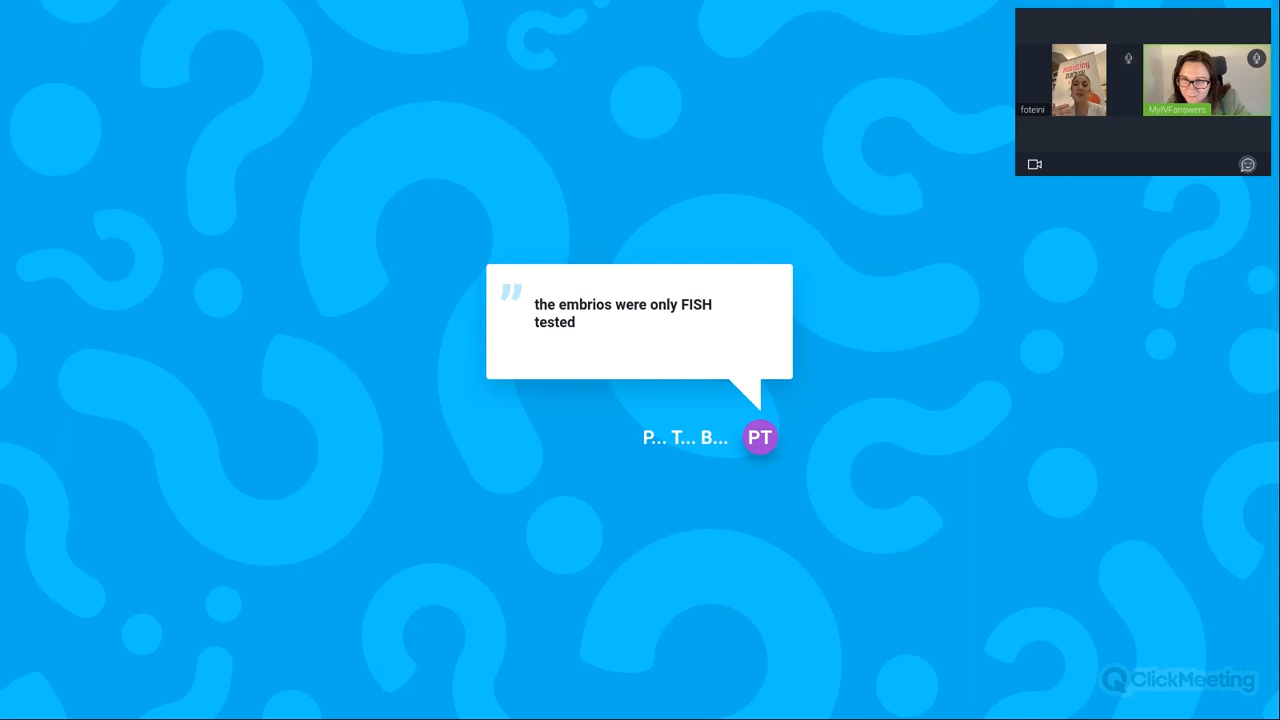 foteini
MyIVFanswers
the embrios were only FISH
tested
P... T... B...
PT
ClickMeeting